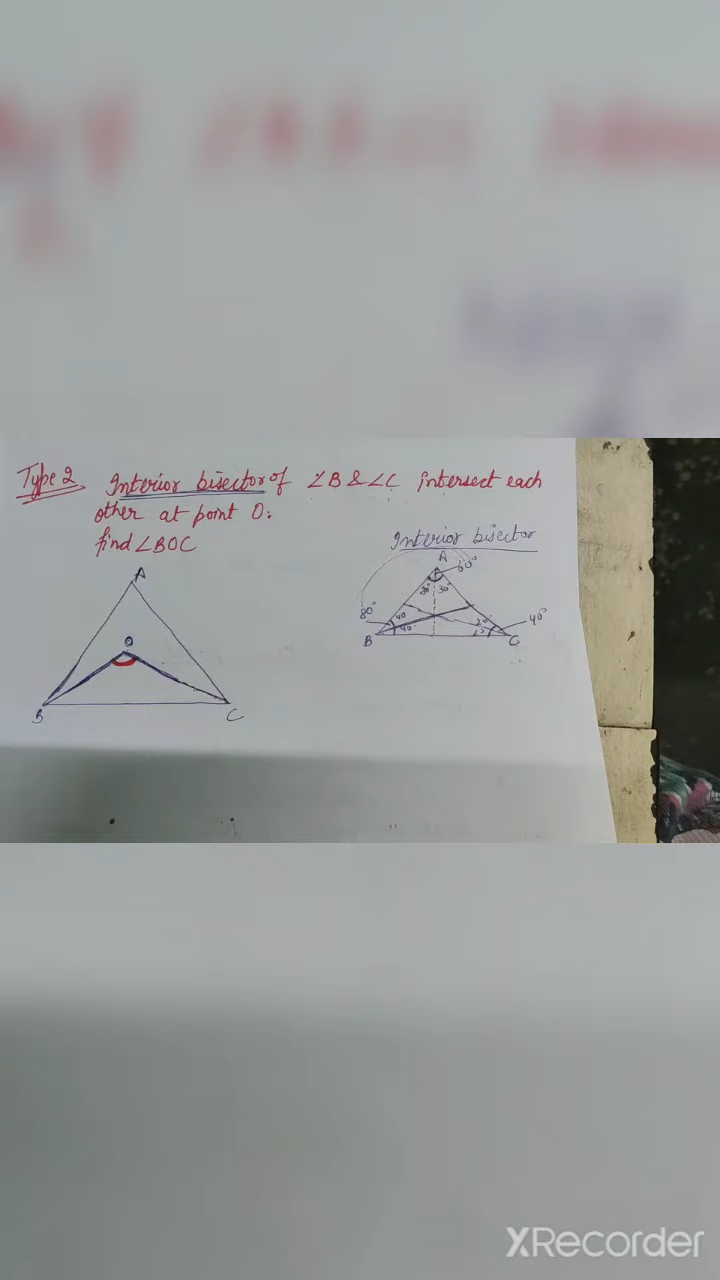 Type 2 Interior bisector of ∠B & ∠C intersect each
other at point O.
find ∠BOC
Interior bisector
A
60°
30°
80°
40
40
40°
B
C
A
O
B
C
XRecorder